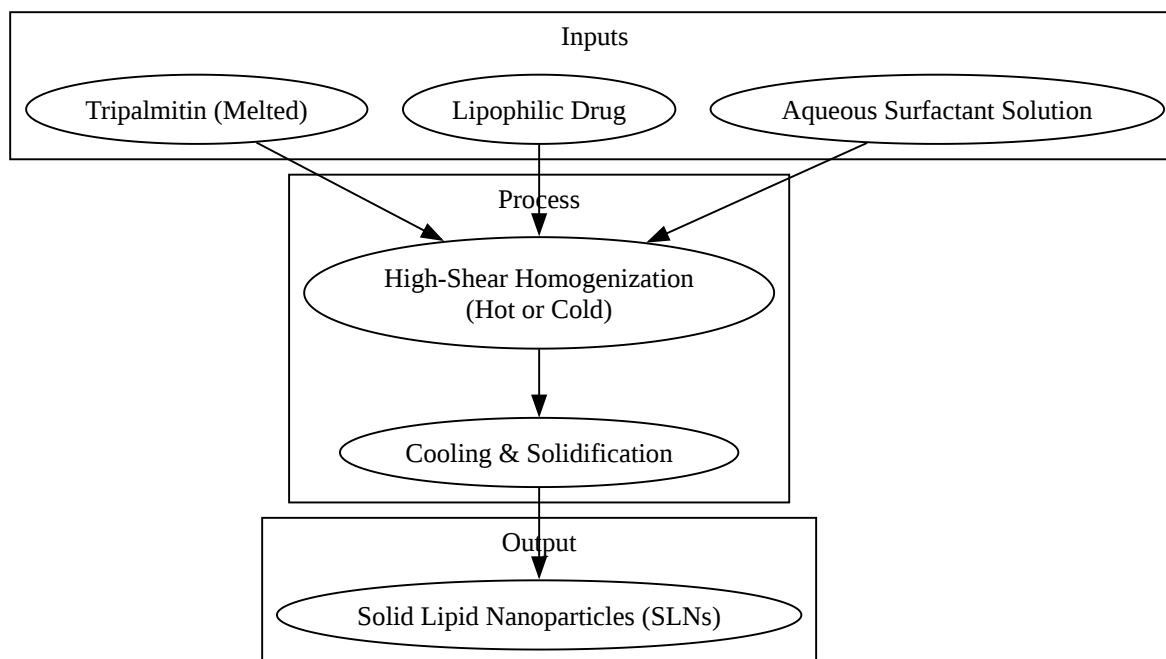 Inputs
Tripalmitin (Melted)
Lipophilic Drug
Aqueous Surfactant Solution
Process
High-Shear Homogenization
(Hot or Cold)
Cooling & Solidification
Output
Solid Lipid Nanoparticles (SLNs)